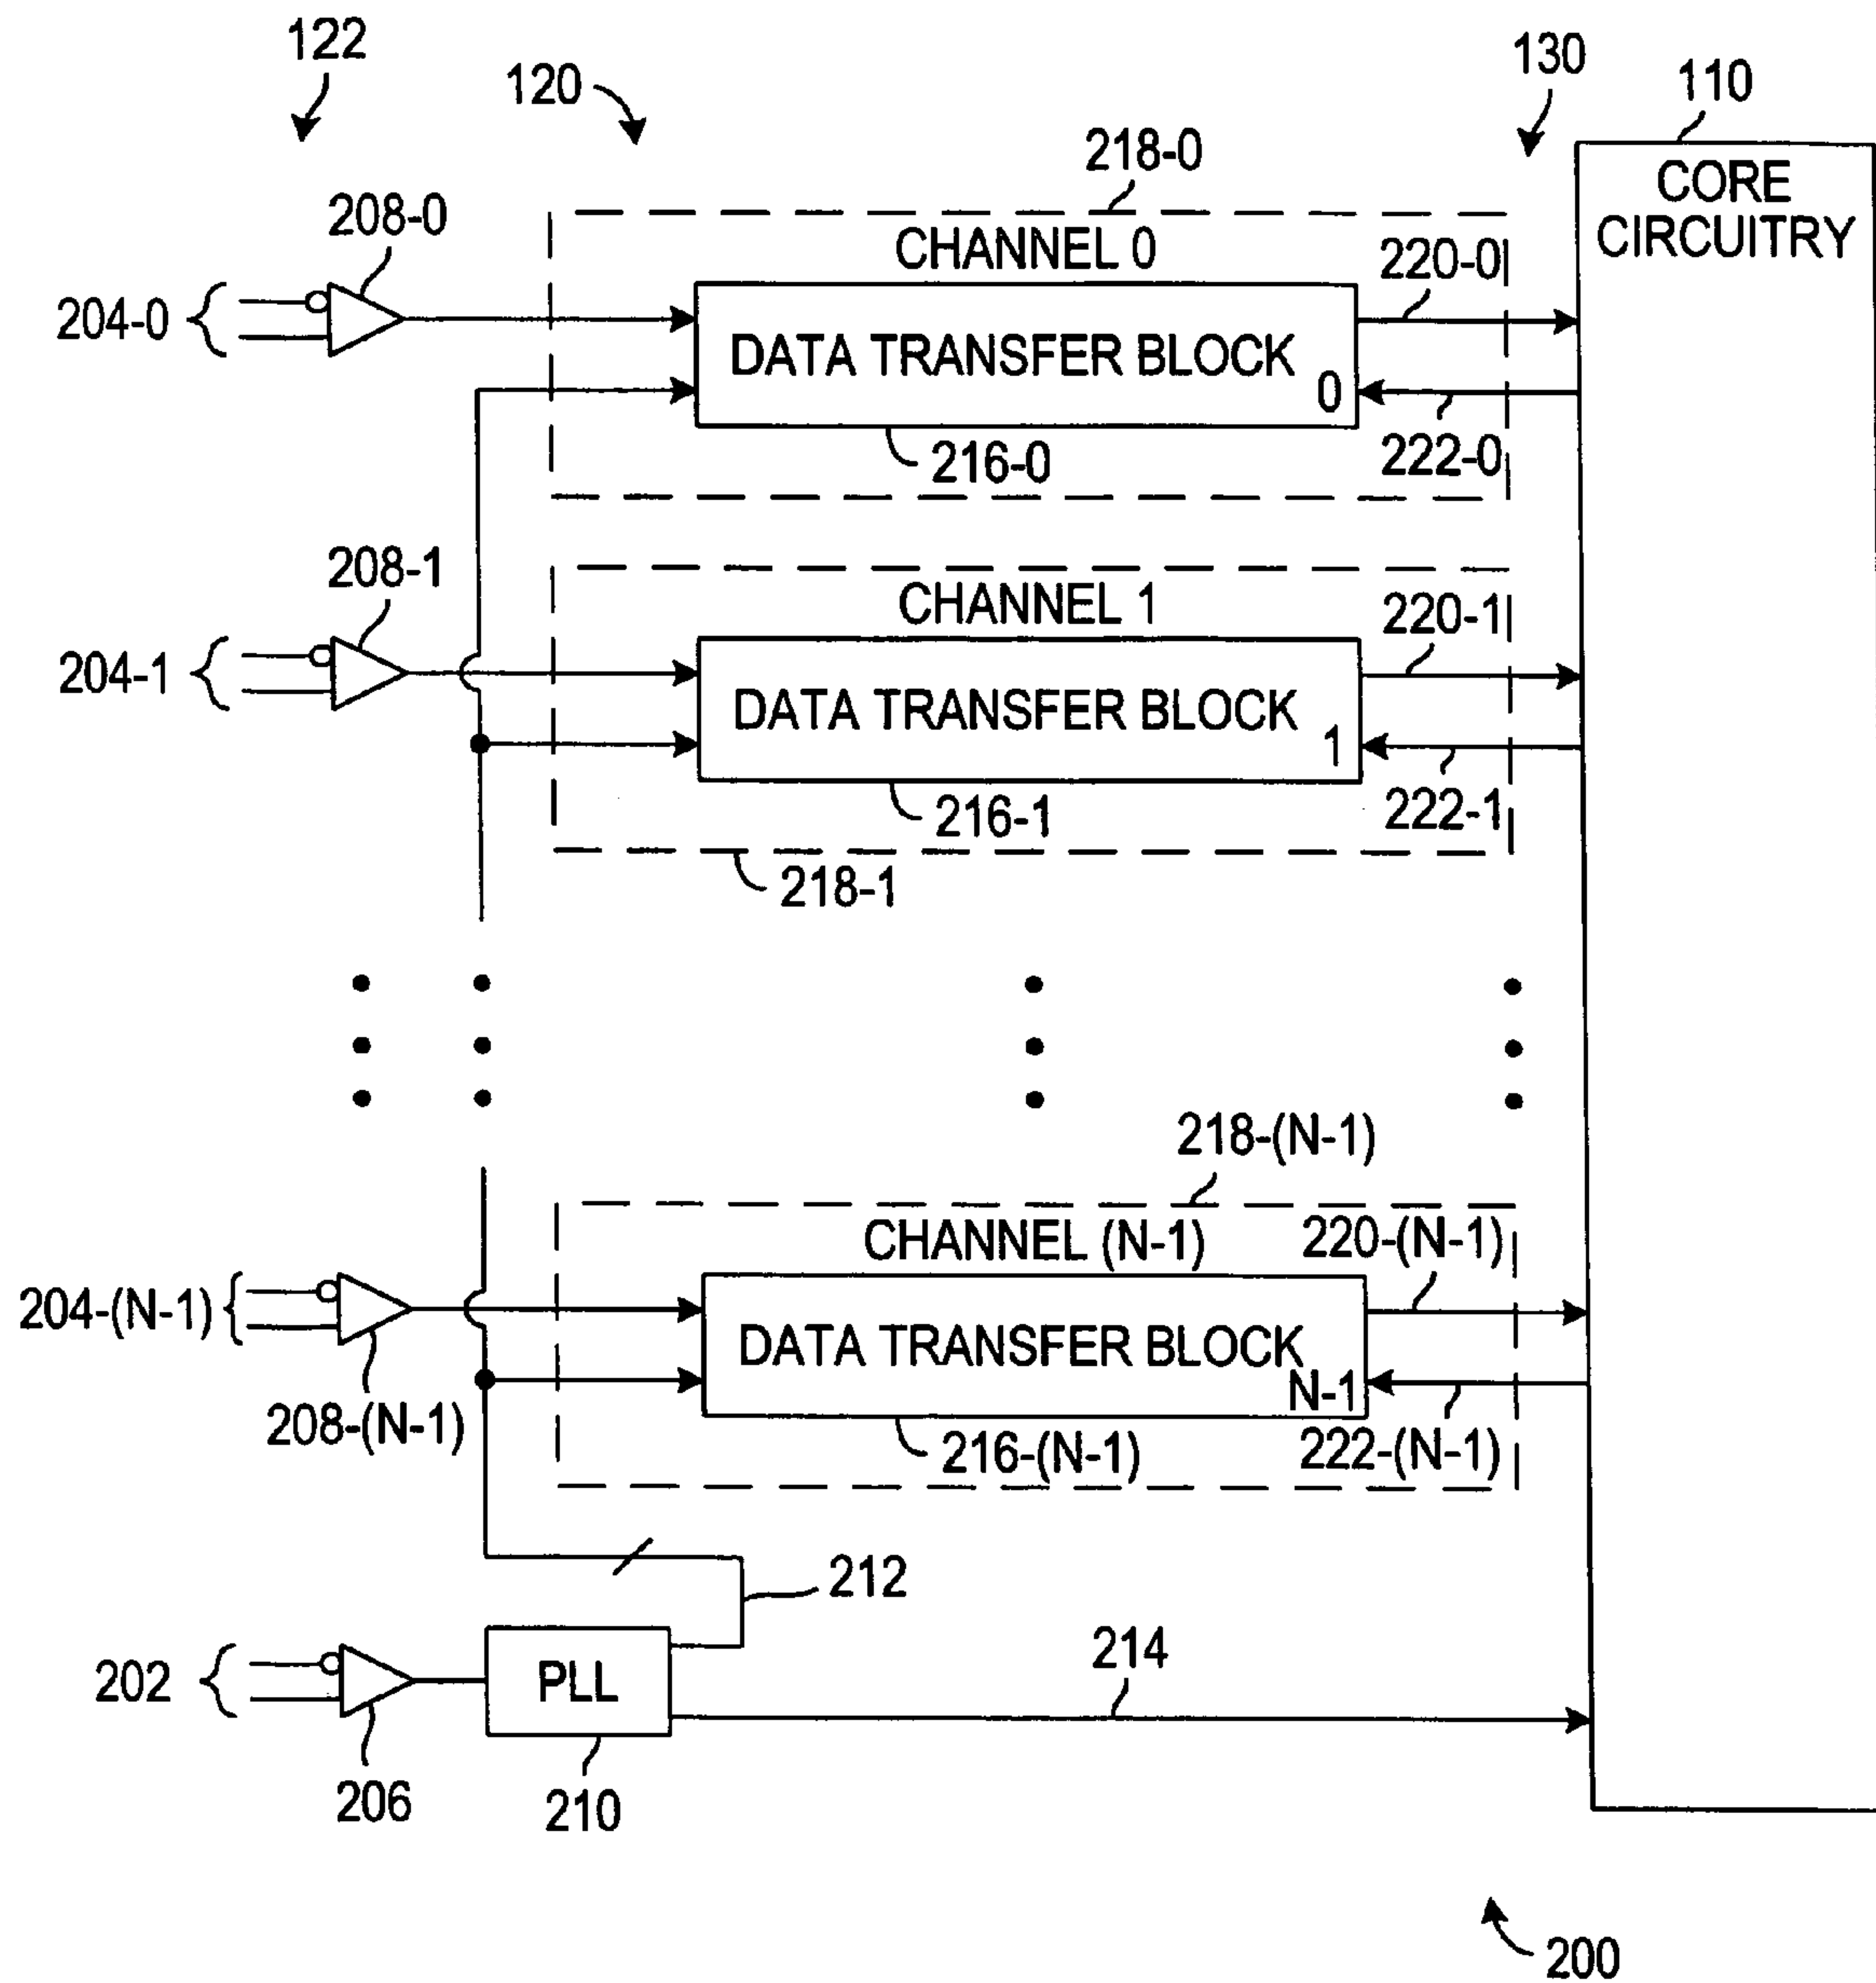 122
120
130
110
218-0
CORE
CIRCUITRY
208-0
CHANNEL 0
220-0
204-0
DATA TRANSFER BLOCK
0
216-0
222-0
208-1
CHANNEL 1
220-1
204-1
DATA TRANSFER BLOCK
1
216-1
222-1
218-1
218-(N-1)
CHANNEL (N-1)
220-(N-1)
204-(N-1)
DATA TRANSFER BLOCK
N-1
208-(N-1)
216-(N-1)
222-(N-1)
212
202
PLL
214
206
210
200